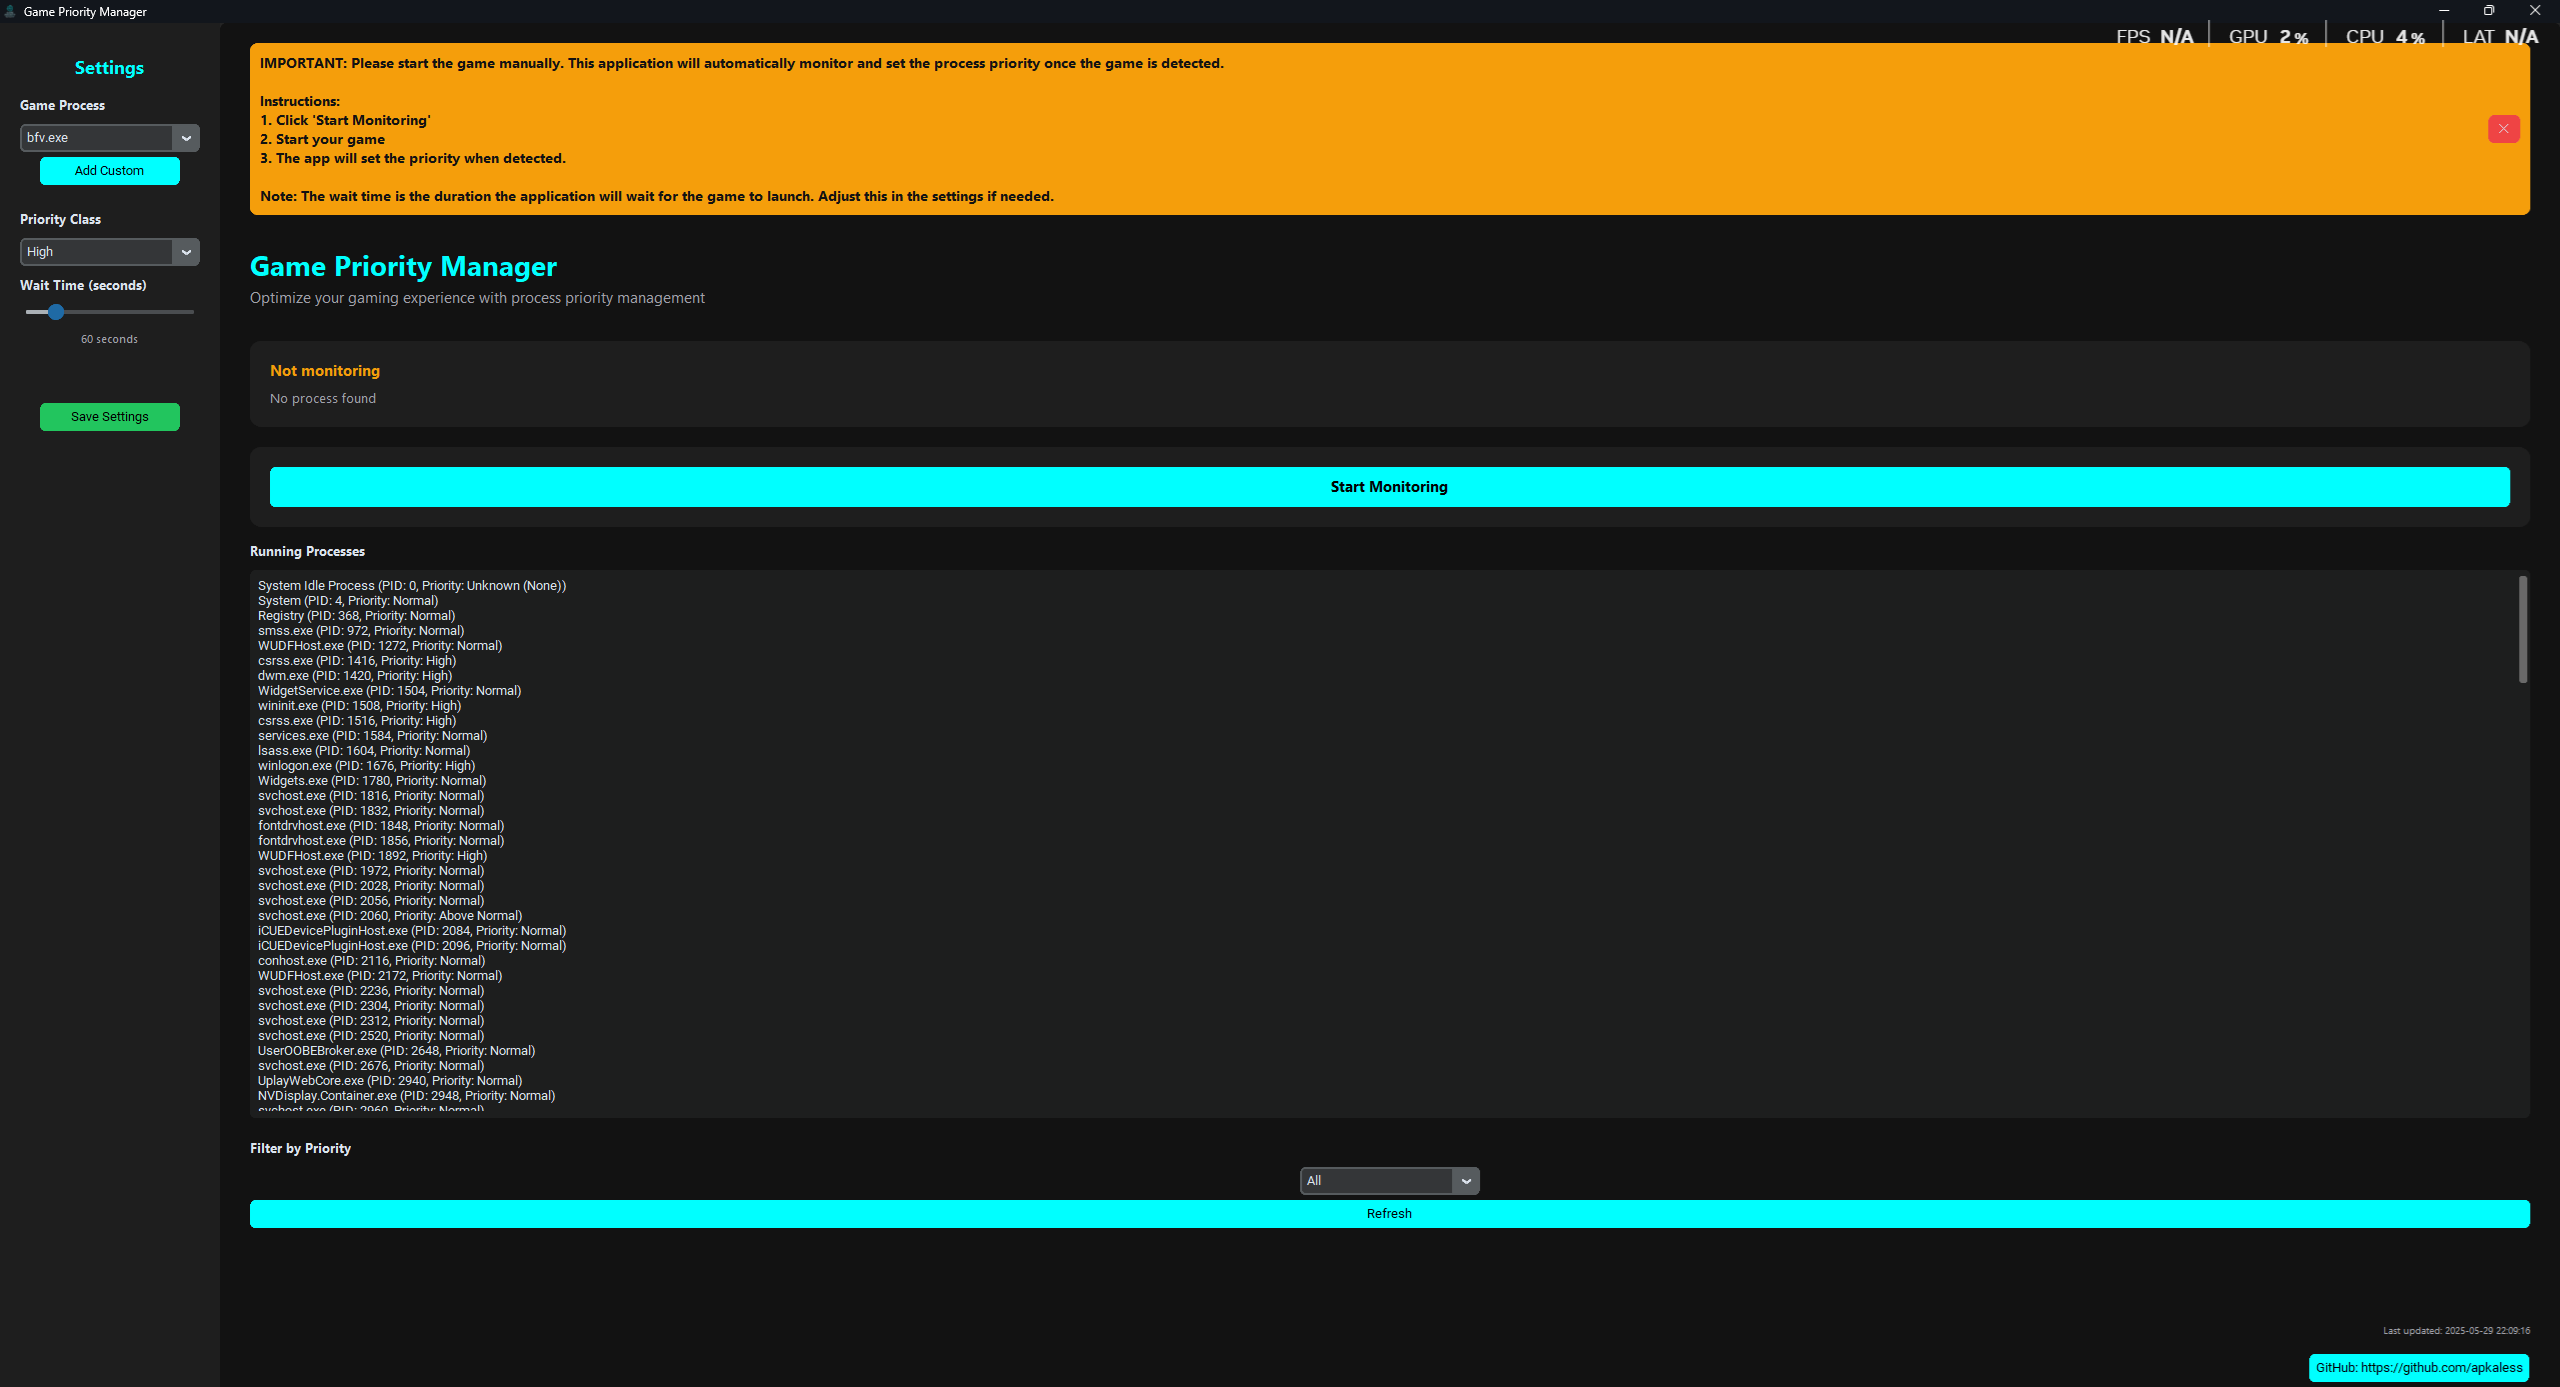 Game Priority Manager
FPS N/A GPU 2 % CPU 4 % LAT N/A
Settings
Game Process
bfv.exe
Add Custom
Priority Class
High
Wait Time (seconds)
60 seconds
Save Settings
IMPORTANT: Please start the game manually. This application will automatically monitor and set the process priority once the game is detected.
Instructions:
1. Click 'Start Monitoring'
2. Start your game
3. The app will set the priority when detected.
Note: The wait time is the duration the application will wait for the game to launch. Adjust this in the settings if needed.
Game Priority Manager
Optimize your gaming experience with process priority management
Not monitoring
No process found
Start Monitoring
Running Processes
System Idle Process (PID: 0, Priority: Unknown (None))
System (PID: 4, Priority: Normal)
Registry (PID: 368, Priority: Normal)
smss.exe (PID: 972, Priority: Normal)
WUDFHost.exe (PID: 1272, Priority: Normal)
csrss.exe (PID: 1416, Priority: High)
dwm.exe (PID: 1420, Priority: High)
WidgetService.exe (PID: 1504, Priority: Normal)
wininit.exe (PID: 1508, Priority: High)
csrss.exe (PID: 1516, Priority: High)
services.exe (PID: 1584, Priority: Normal)
lsass.exe (PID: 1604, Priority: Normal)
winlogon.exe (PID: 1676, Priority: High)
Widgets.exe (PID: 1780, Priority: Normal)
svchost.exe (PID: 1816, Priority: Normal)
svchost.exe (PID: 1832, Priority: Normal)
fontdrvhost.exe (PID: 1848, Priority: Normal)
fontdrvhost.exe (PID: 1856, Priority: Normal)
WUDFHost.exe (PID: 1892, Priority: High)
svchost.exe (PID: 1972, Priority: Normal)
svchost.exe (PID: 2028, Priority: Normal)
svchost.exe (PID: 2056, Priority: Normal)
svchost.exe (PID: 2060, Priority: Above Normal)
iCUEDevicePluginHost.exe (PID: 2084, Priority: Normal)
iCUEDevicePluginHost.exe (PID: 2096, Priority: Normal)
conhost.exe (PID: 2116, Priority: Normal)
WUDFHost.exe (PID: 2172, Priority: Normal)
svchost.exe (PID: 2236, Priority: Normal)
svchost.exe (PID: 2304, Priority: Normal)
svchost.exe (PID: 2312, Priority: Normal)
svchost.exe (PID: 2520, Priority: Normal)
UserOOBEBroker.exe (PID: 2648, Priority: Normal)
svchost.exe (PID: 2676, Priority: Normal)
UplayWebCore.exe (PID: 2940, Priority: Normal)
NVDisplay.Container.exe (PID: 2948, Priority: Normal)
svchost.exe (PID: 2960, Priority: Normal)
Filter by Priority
All
Refresh
Last updated: 2025-05-29 22:09:16
GitHub: https://github.com/apkaless